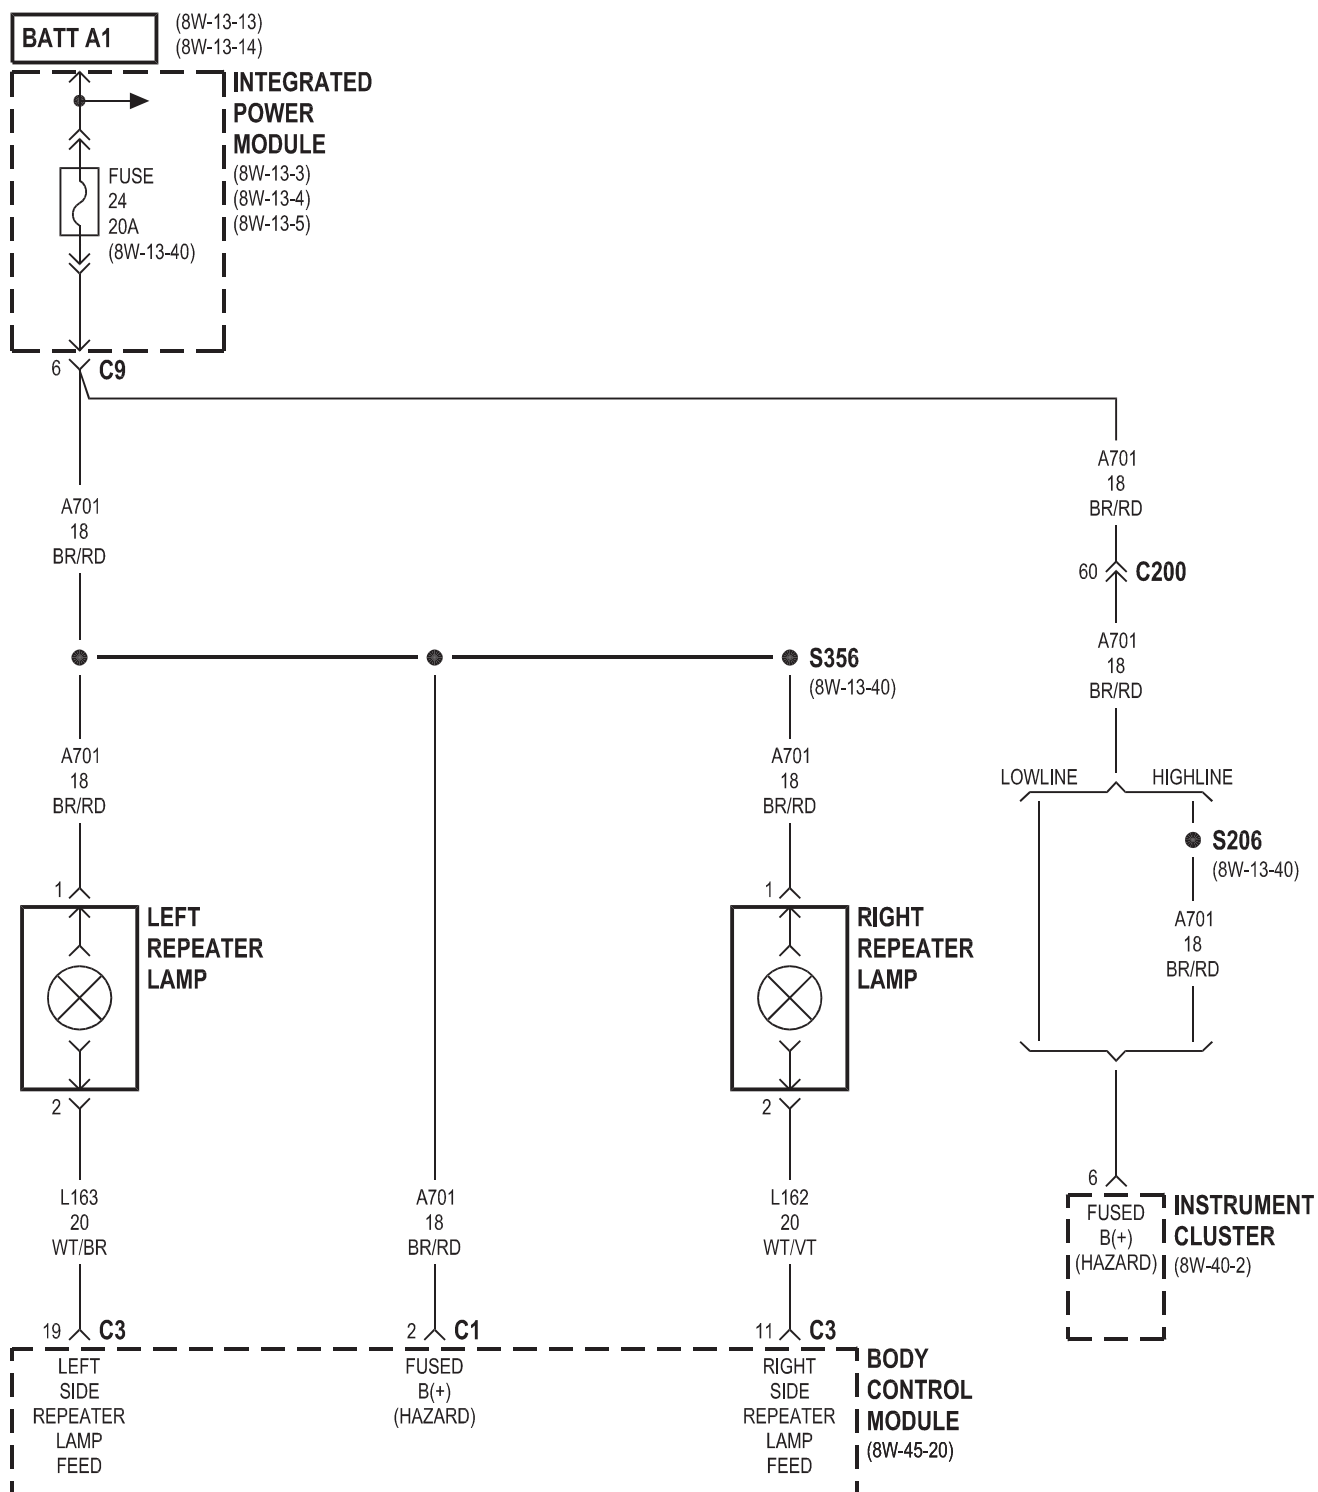 BATT A1
(8W-13-13)
(8W-13-14)
INTEGRATED
POWER
MODULE
(8W-13-3)
(8W-13-4)
(8W-13-5)
FUSE
24
20A
(8W-13-40)
6
C9
A701
18
BR/RD
A701
18
BR/RD
60
C200
A701
18
BR/RD
S356
(8W-13-40)
A701
18
BR/RD
A701
18
BR/RD
LOWLINE
HIGHLINE
S206
(8W-13-40)
A701
18
BR/RD
1
LEFT
REPEATER
LAMP
2
1
RIGHT
REPEATER
LAMP
2
L163
20
WT/BR
A701
18
BR/RD
L162
20
WT/VT
6
FUSED
B(+)
(HAZARD)
INSTRUMENT
CLUSTER
(8W-40-2)
19
C3
2
C1
11
C3
LEFT
SIDE
REPEATER
LAMP
FEED
FUSED
B(+)
(HAZARD)
RIGHT
SIDE
REPEATER
LAMP
FEED
BODY
CONTROL
MODULE
(8W-45-20)